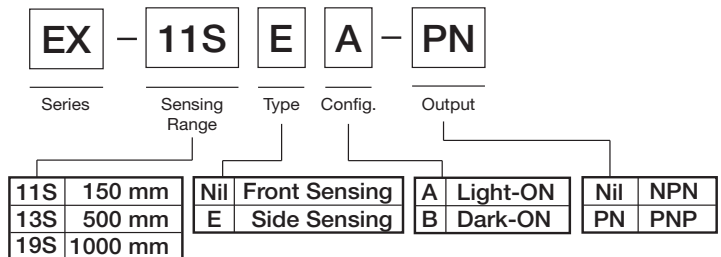 EX – 11S E A – PN
Series Sensing Range Type Config. Output
11S 150 mm
13S 500 mm
19S 1000 mm
Nil Front Sensing
E Side Sensing
A Light-ON
B Dark-ON
Nil NPN
PN PNP